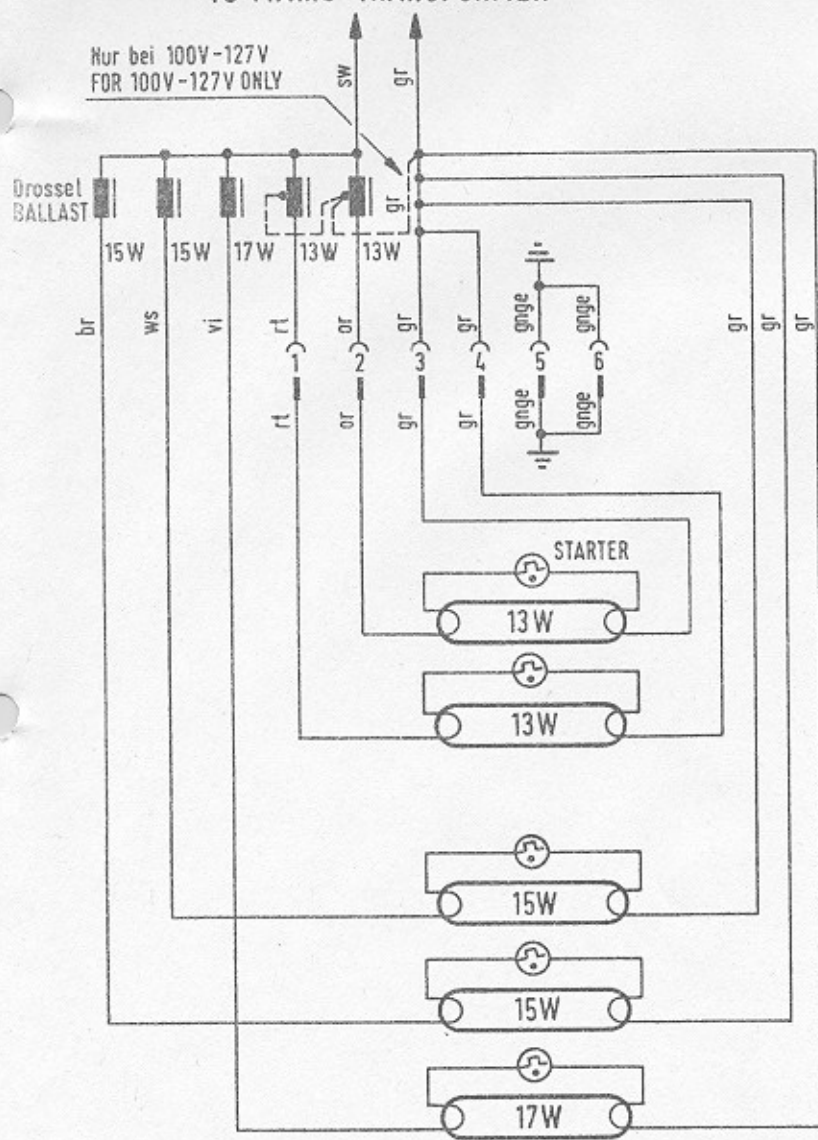 Nur bei 100V-127V
FOR 100V-127V ONLY
sw
gr
Drossel
BALLAST
gr
15W
15W
17W
13W
13W
br
ws
vi
rt
or
gr
gr
gnge
gnge
gr
gr
gr
1
2
3
4
5
6
rt
or
gr
gr
gnge
gnge
STARTER
13W
13W
15W
15W
17W